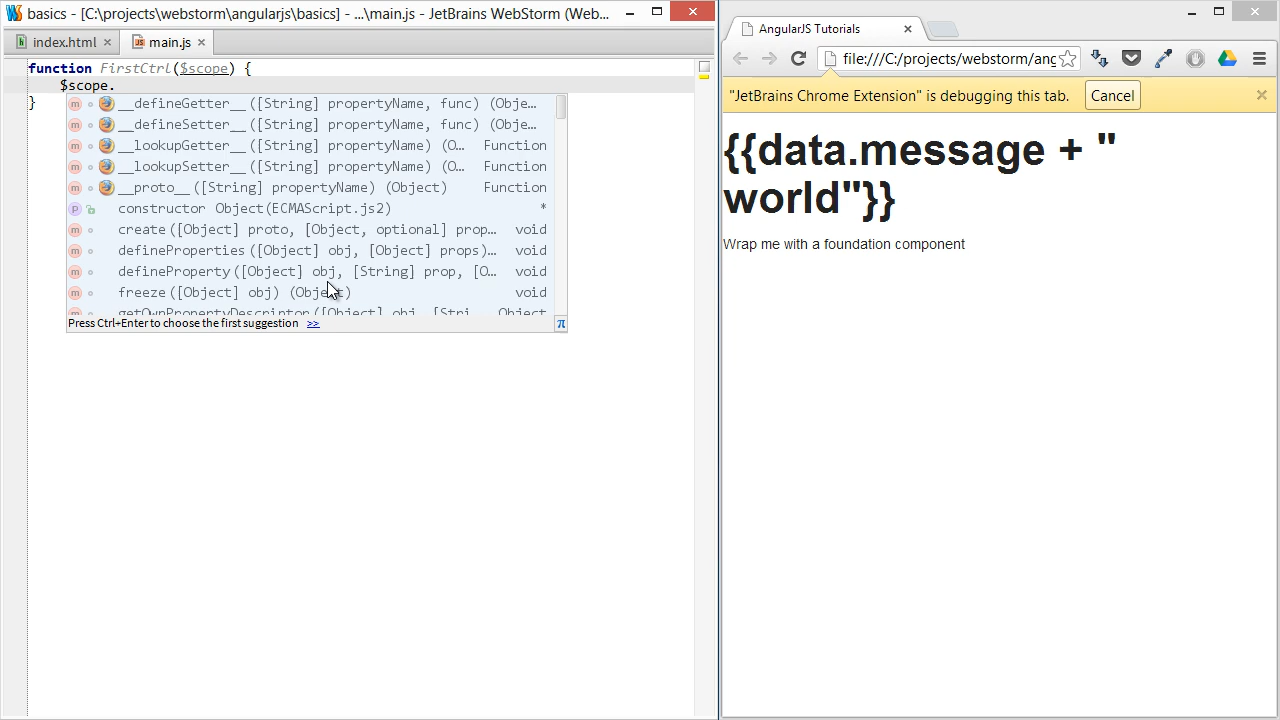 basics - [C:\projects\webstorm\angularjs\basics] - ...\main.js - JetBrains WebStorm (Web...
index.html
main.js
function FirstCtrl($scope) {
$scope.
}
__defineGetter__([String] propertyName, func) (Obje...
__defineSetter__([String] propertyName, func) (Obje...
__lookupGetter__([String] propertyName) (O... Function
__lookupSetter__([String] propertyName) (O... Function
__proto__([String] propertyName) (Object) Function
constructor Object(ECMAScript.js2) *
create([Object] proto, [Object, optional] prop... void
defineProperties([Object] obj, [Object] props)... void
defineProperty([Object] obj, [String] prop, [O... void
freeze([Object] obj) (Object) void
getOwnPropertyDescriptor([Object] obj, [Stri... Object
Press Ctrl+Enter to choose the first suggestion >>
π
AngularJS Tutorials
file:///C:/projects/webstorm/ang
"JetBrains Chrome Extension" is debugging this tab.
Cancel
{{data.message + "
world"}}
Wrap me with a foundation component